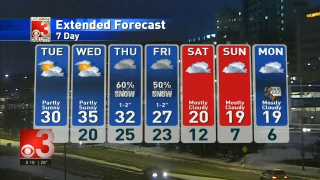 3
Extended Forecast
7 Day
TUE WED THU FRI SAT SUN MON
60% 50%
SNOW SNOW
1-2" 1-2"
Partly Sunny Partly Sunny Mostly Cloudy Mostly Cloudy Mostly Cloudy
30 35 32 27 20 19 19
20 25 23 12 7 6
3